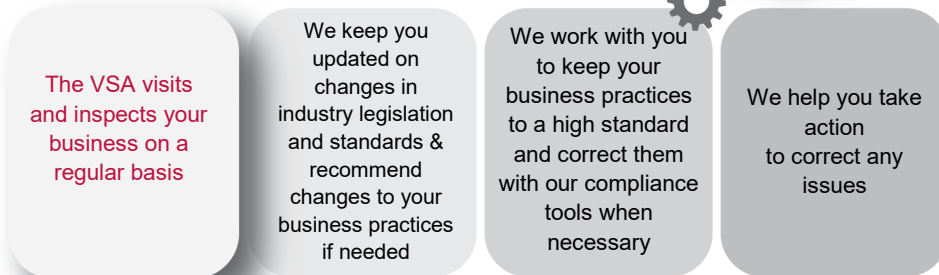 The VSA visits
and inspects your
business on a
regular basis
We keep you
updated on
changes in
industry legislation
and standards &
recommend
changes to your
business practices
if needed
We work with you
to keep your
business practices
to a high standard
and correct them
with our compliance
tools when
necessary
We help you take
action
to correct any
issues